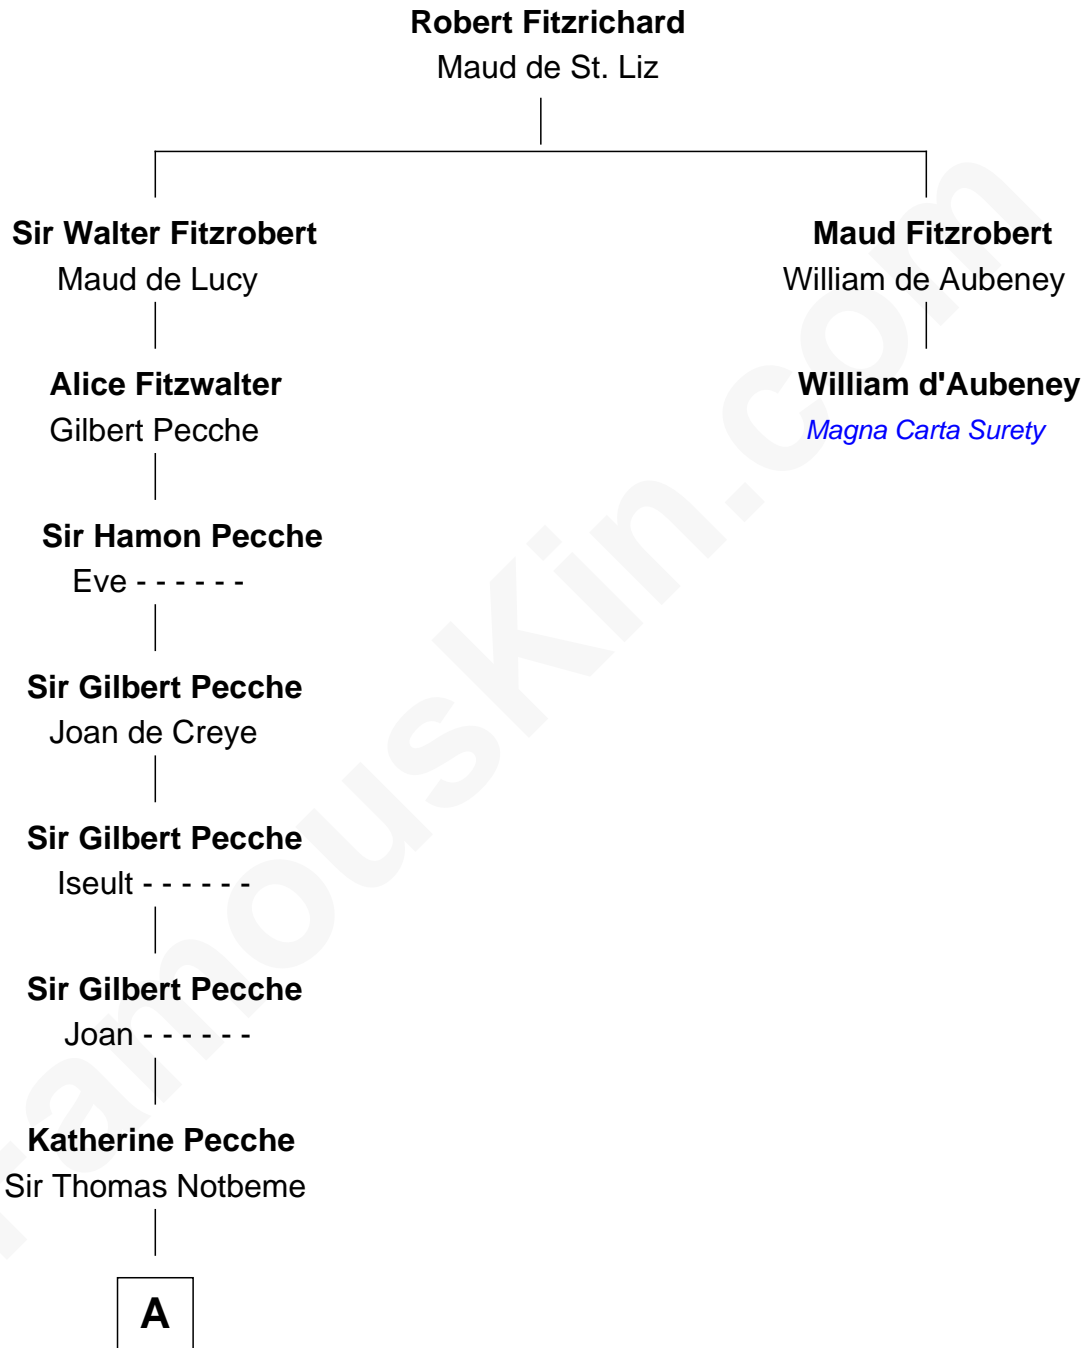 Robert Fitzrichard
Maud de St. Liz
Sir Walter Fitzrobert
Maud de Lucy
Maud Fitzrobert
William de Aubeney
Alice Fitzwalter
Gilbert Pecche
William d'Aubeney
Magna Carta Surety
Sir Hamon Pecche
Eve - - - - - -
Sir Gilbert Pecche
Joan de Creye
Sir Gilbert Pecche
Iseult - - - - - -
Sir Gilbert Pecche
Joan - - - - - -
Katherine Pecche
Sir Thomas Notbeme
A
FamousKin.com